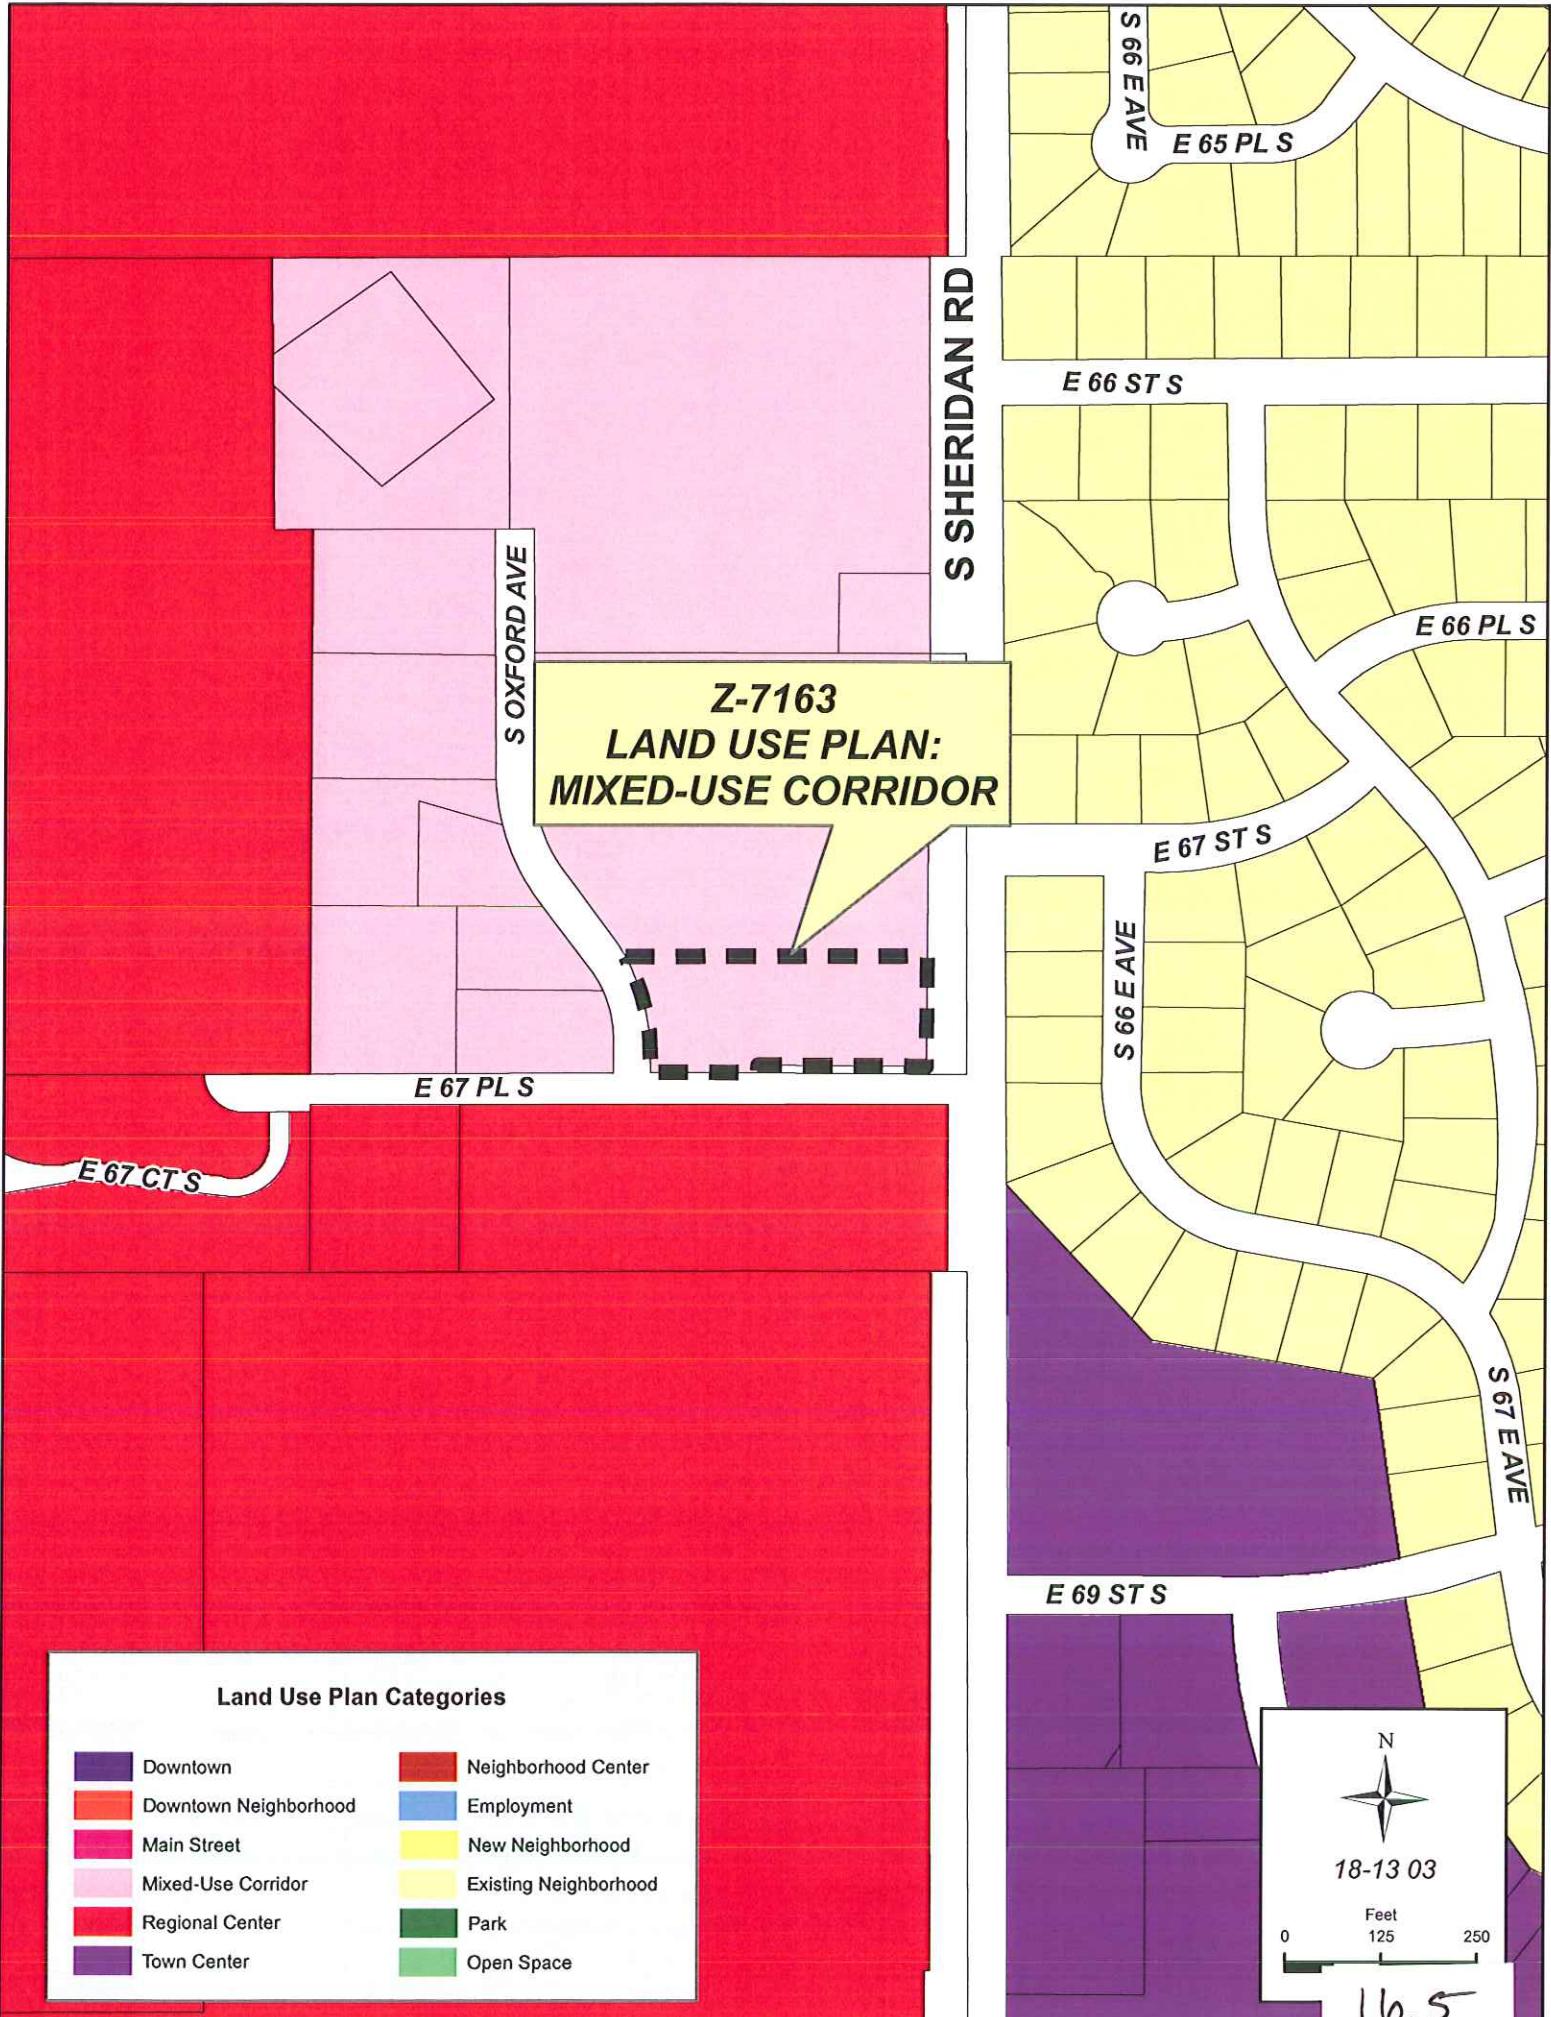 S 66 E AVE
E 65 PL S
S SHERIDAN RD
E 66 ST S
S OXFORD AVE
E 66 PL S
Z-7163
LAND USE PLAN:
MIXED-USE CORRIDOR
E 67 ST S
S 66 E AVE
E 67 PL S
E 67 CT S
S 67 E AVE
E 69 ST S
Land Use Plan Categories
Downtown
Downtown Neighborhood
Main Street
Mixed-Use Corridor
Regional Center
Town Center
Neighborhood Center
Employment
New Neighborhood
Existing Neighborhood
Park
Open Space
N
18-13 03
Feet
0 125 250
16.5